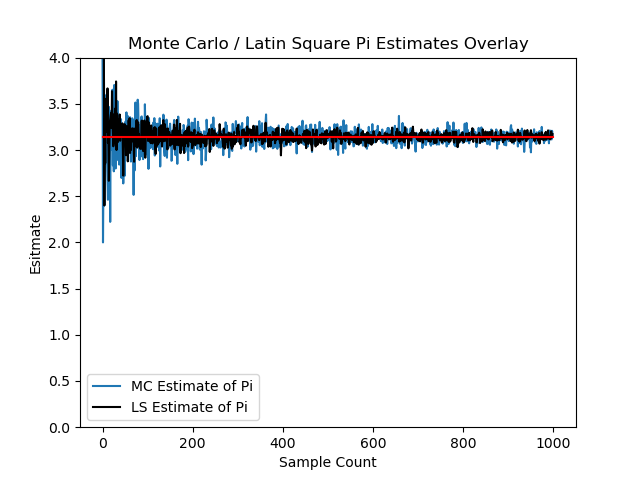 Monte Carlo / Latin Square Pi Estimates Overlay
4.0
3.5
3.0
2.5
2.0
1.5
1.0
0.5
0.0
Esitmate
MC Estimate of Pi
LS Estimate of Pi
0 200 400 600 800 1000
Sample Count